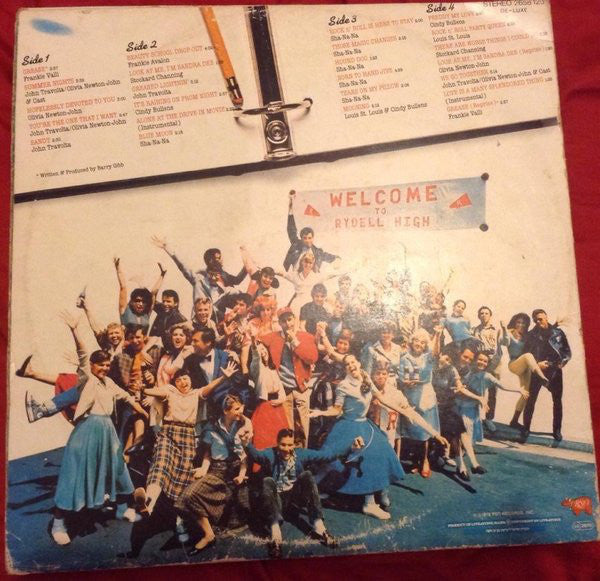 Side 1
GREASE*
Frankie Valli
SUMMER NIGHTS
John Travolta/Olivia Newton-John
& Cast
HOPELESSLY DEVOTED TO YOU
Olivia Newton-John
YOU'RE THE ONE THAT I WANT
John Travolta/Olivia Newton-John
SANDY
John Travolta
* Written & Produced by Barry Gibb
Side 2
BEAUTY SCHOOL DROP-OUT
Frankie Avalon
LOOK AT ME, I'M SANDRA DEE
Stockard Channing
GREASED LIGHTNIN'
John Travolta
IT'S RAINING ON PROM NIGHT
Cindy Bullens
ALONE AT THE DRIVE-IN MOVIE
(Instrumental)
BLUE MOON
Sha-Na-Na
Side 3
ROCK N' ROLL IS HERE TO STAY
Sha-Na-Na
THOSE MAGIC CHANGES
Sha-Na-Na
HOUND DOG
Sha-Na-Na
BORN TO HAND JIVE
Sha-Na-Na
TEARS ON MY PILLOW
Sha-Na-Na
MOONING
Louis St. Louis & Cindy Bullens
Side 4
STEREO 2658 125
DE-LUXE
FREDDY MY LOVE
Cindy Bullens
ROCK N' ROLL PARTY QUEEN
Louis St. Louis
THERE ARE WORSE THINGS I COULD
Stockard Channing
LOOK AT ME, I'M SANDRA DEE (Reprise)
Olivia Newton-John
WE GO TOGETHER
John Travolta/Olivia Newton-John & Cast
LOVE IS A MANY SPLENDORED THING
(Instrumental)
GREASE (Reprise)*
Frankie Valli
WELCOME
TO
RYDELL HIGH
RSO